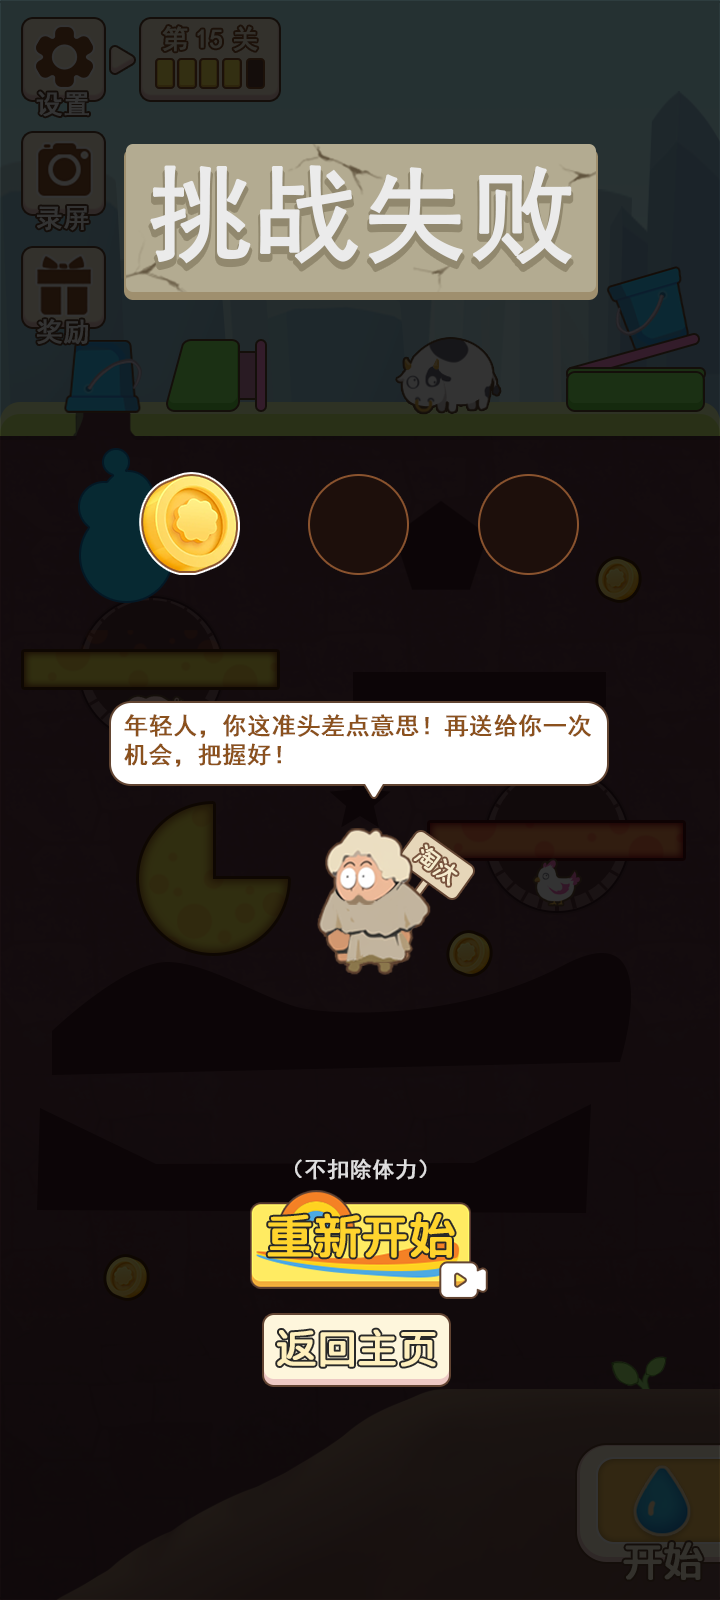 第 15 关
设置
录屏
奖励
挑战失败
年轻人，你这准头差点意思！再送给你一次
机会，把握好！
淘汰
（不扣除体力）
重新开始
返回主页
开始